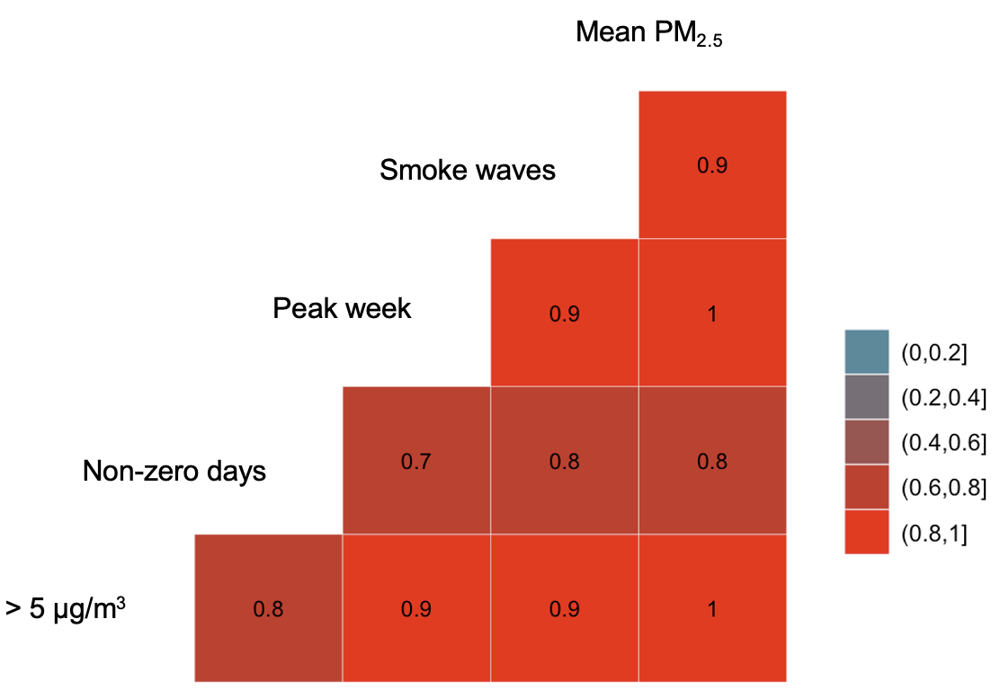 Mean PM2.5
Smoke waves
0.9
Peak week
0.9 1
(0,0.2]
(0.2,0.4]
(0.4,0.6]
Non-zero days
0.7 0.8 0.8
(0.6,0.8]
(0.8,1]
> 5 µg/m³
0.8 0.9 0.9 1